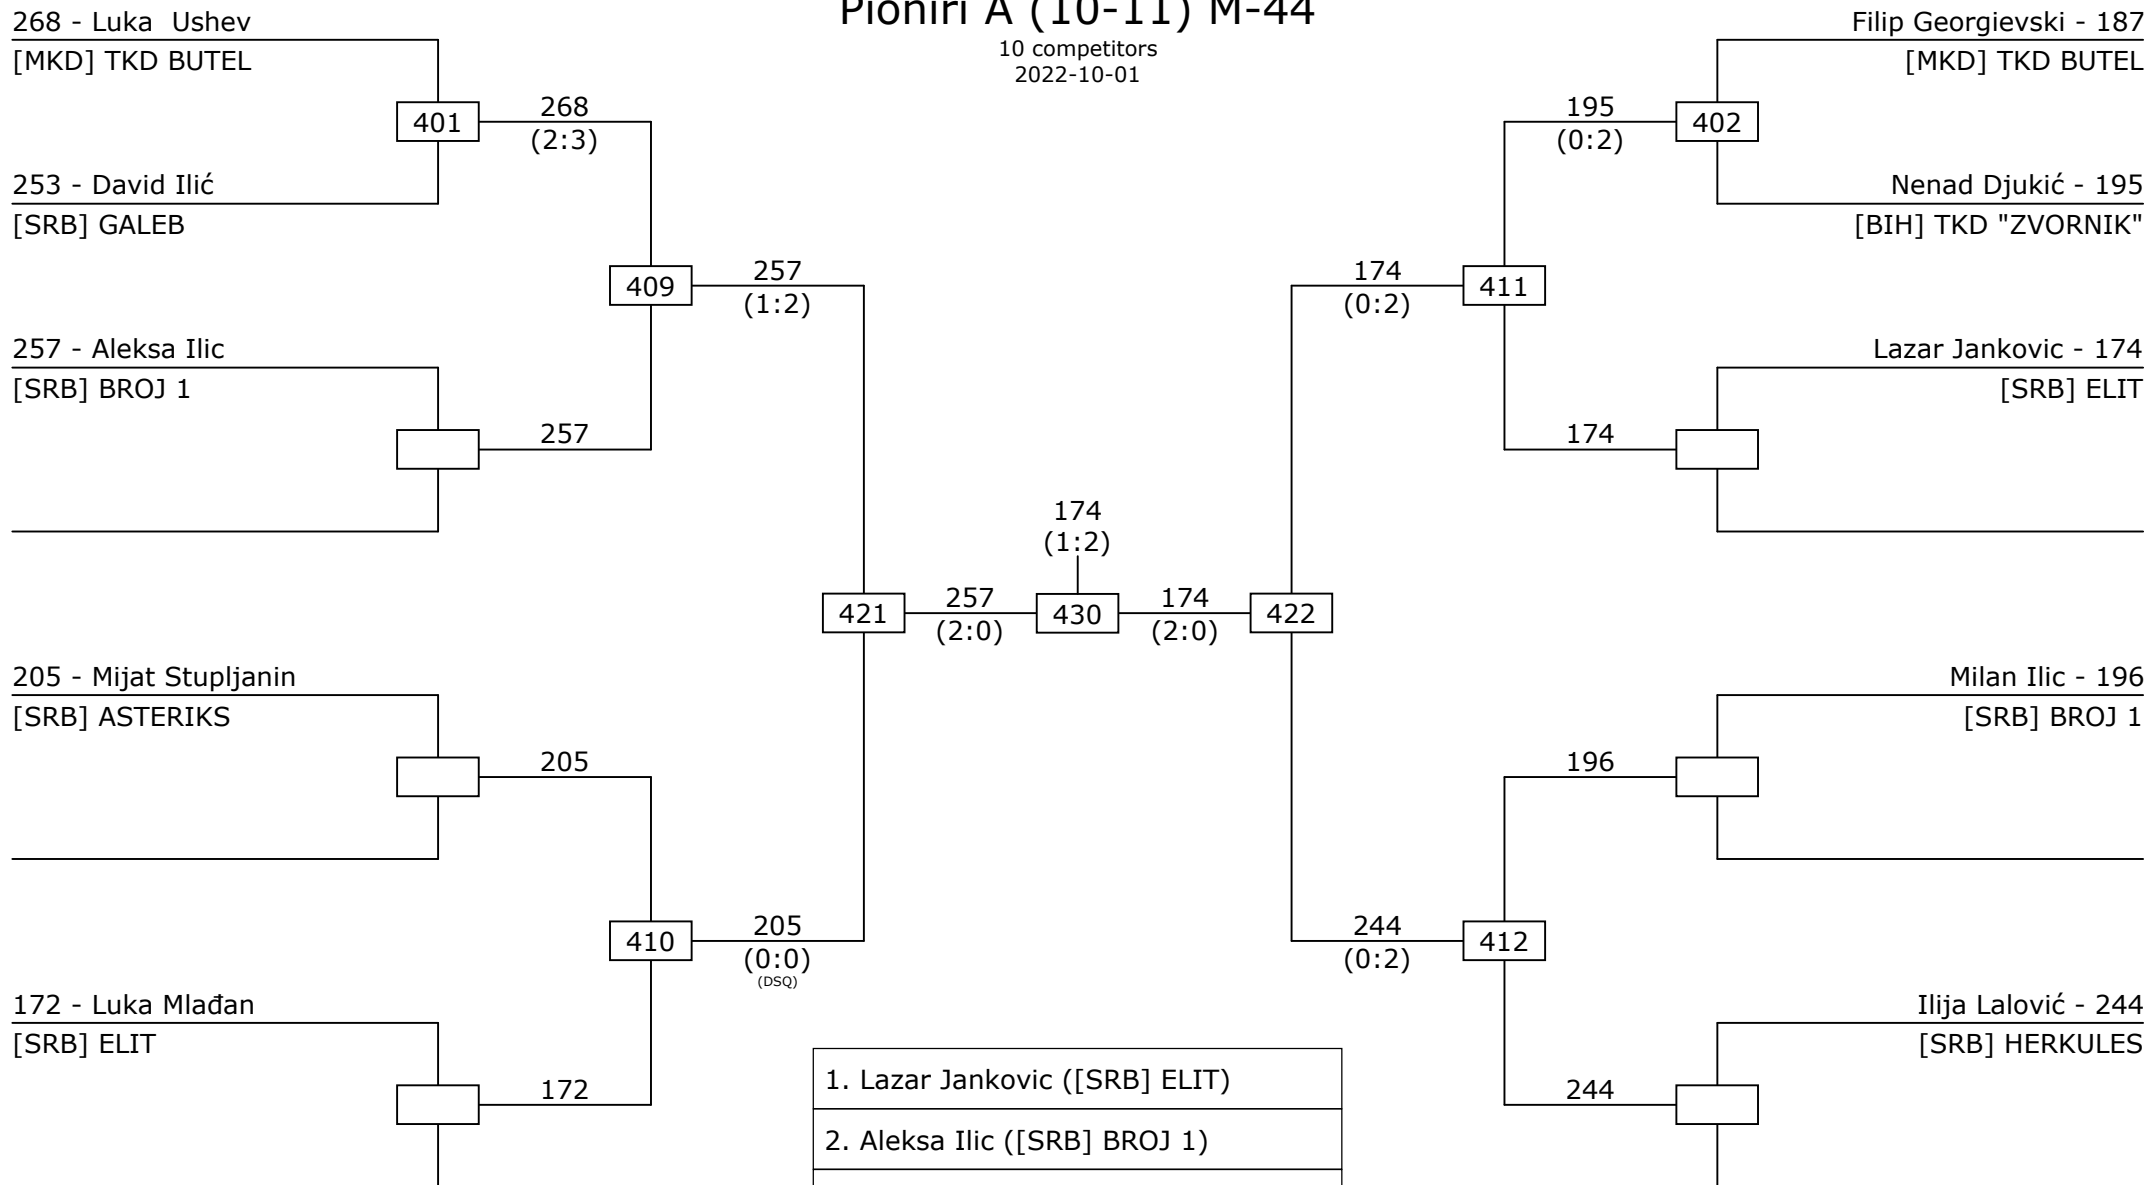 Pioniri A (10-11) M-44
10 competitors
2022-10-01
268 - Luka  Ushev
[MKD] TKD BUTEL
401
268
(2:3)
253 - David Ilić
[SRB] GALEB
409
257
(1:2)
257 - Aleksa Ilic
[SRB] BROJ 1
257
421
257
(2:0)
205 - Mijat Stupljanin
[SRB] ASTERIKS
205
410
205
(0:0)
(DSQ)
172 - Luka Mlađan
[SRB] ELIT
172
174
(1:2)
430
Filip Georgievski - 187
[MKD] TKD BUTEL
195
(0:2)
402
Nenad Djukić - 195
[BIH] TKD "ZVORNIK"
174
(0:2)
411
Lazar Jankovic - 174
[SRB] ELIT
174
174
(2:0)
422
Milan Ilic - 196
[SRB] BROJ 1
196
244
(0:2)
412
Ilija Lalović - 244
[SRB] HERKULES
244
1. Lazar Jankovic ([SRB] ELIT)
2. Aleksa Ilic ([SRB] BROJ 1)